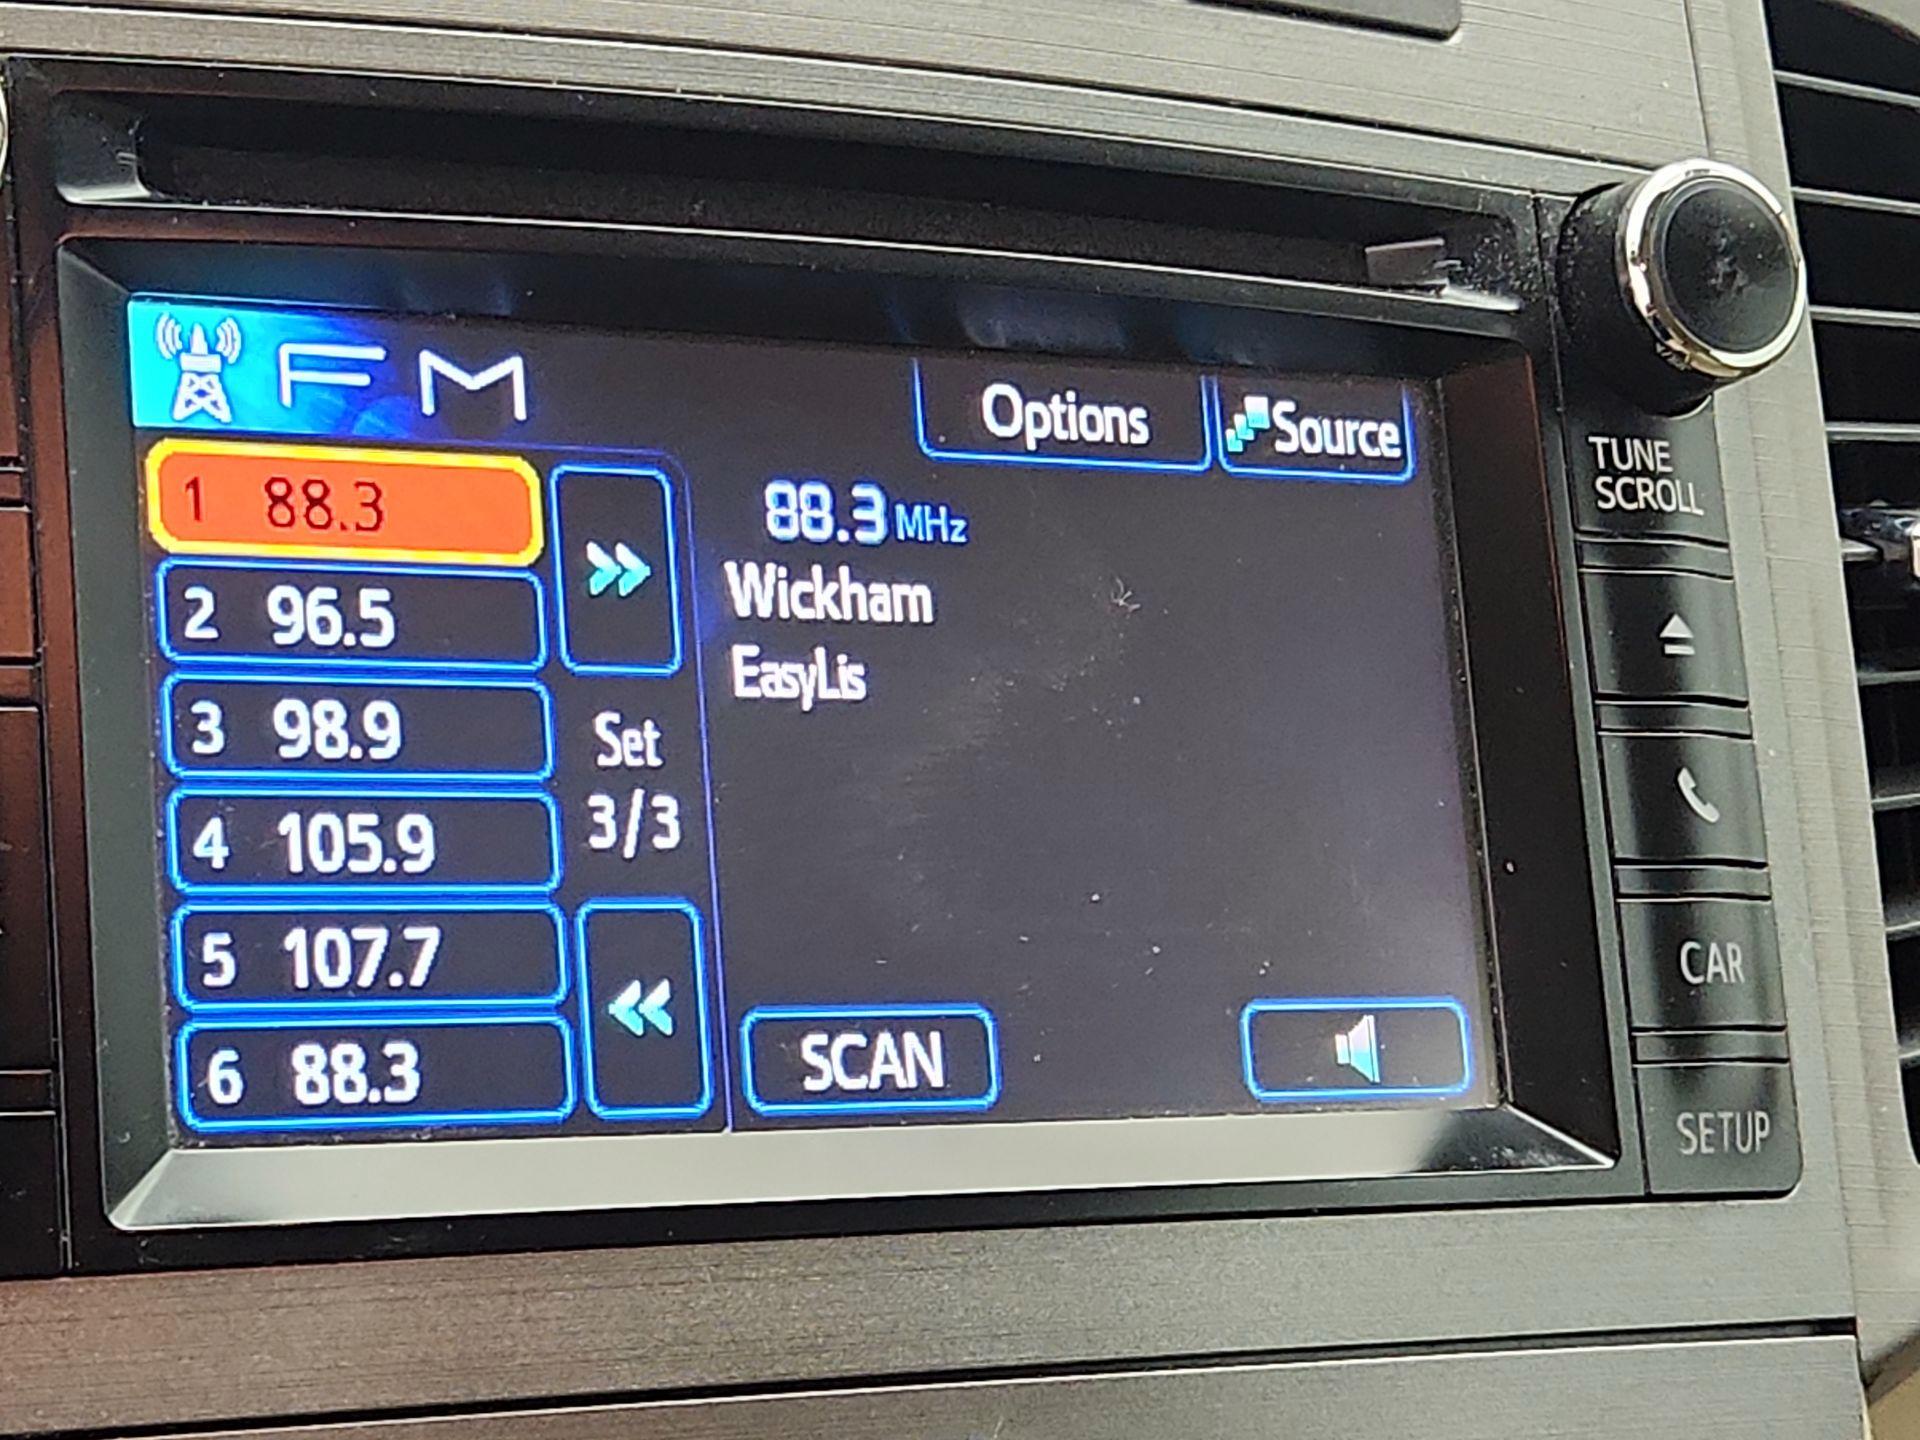 FM
Options
Source
1 88.3
2 96.5
3 98.9
4 105.9
5 107.7
6 88.3
Set
3/3
88.3 MHz
Wickham
EasyLis
SCAN
TUNE
SCROLL
CAR
SETUP